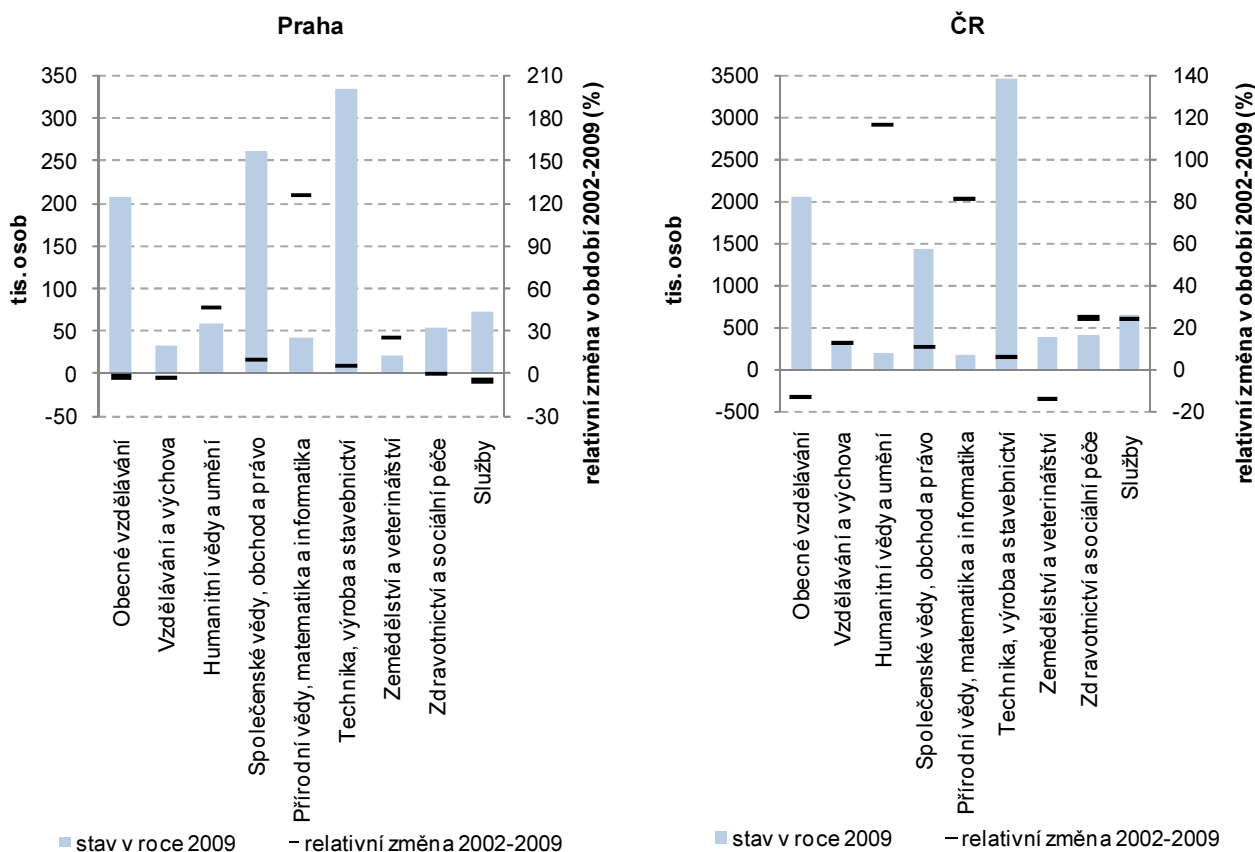 Praha
350
300
250
200
150
100
50
0
-50
tis. osob
210
180
150
120
90
60
30
0
-30
relativní změna v období 2002-2009 (%)
Obecné vzdělávání
Vzdělávání a výchova
Humanitní vědy a umění
Společenské vědy, obchod a právo
Přírodní vědy, matematika a informatika
Technika, výroba a stavebnictví
Zemědělství a veterinářství
Zdravotnictví a sociální péče
Služby
stav v roce 2009
relativní změna 2002-2009
ČR
3500
3000
2500
2000
1500
1000
500
0
-500
tis. osob
140
120
100
80
60
40
20
0
-20
relativní změna v období 2002-2009 (%)
Obecné vzdělávání
Vzdělávání a výchova
Humanitní vědy a umění
Společenské vědy, obchod a právo
Přírodní vědy, matematika a informatika
Technika, výroba a stavebnictví
Zemědělství a veterinářství
Zdravotnictví a sociální péče
Služby
stav v roce 2009
relativní změna 2002-2009